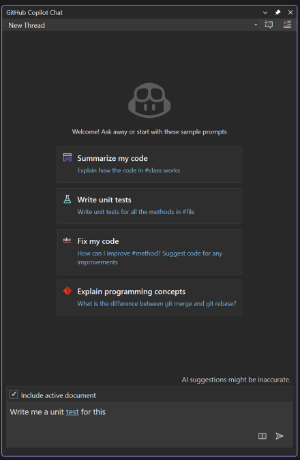 GitHub Copilot Chat
New Thread
Welcome! Ask away or start with these sample prompts
Summarize my code
Explain how the code in #class works
Write unit tests
Write unit tests for all the methods in #file
Fix my code
How can I improve #method? Suggest code for any
improvements
Explain programming concepts
What is the difference between git merge and git rebase?
AI suggestions might be inaccurate.
Include active document
Write me a unit test for this